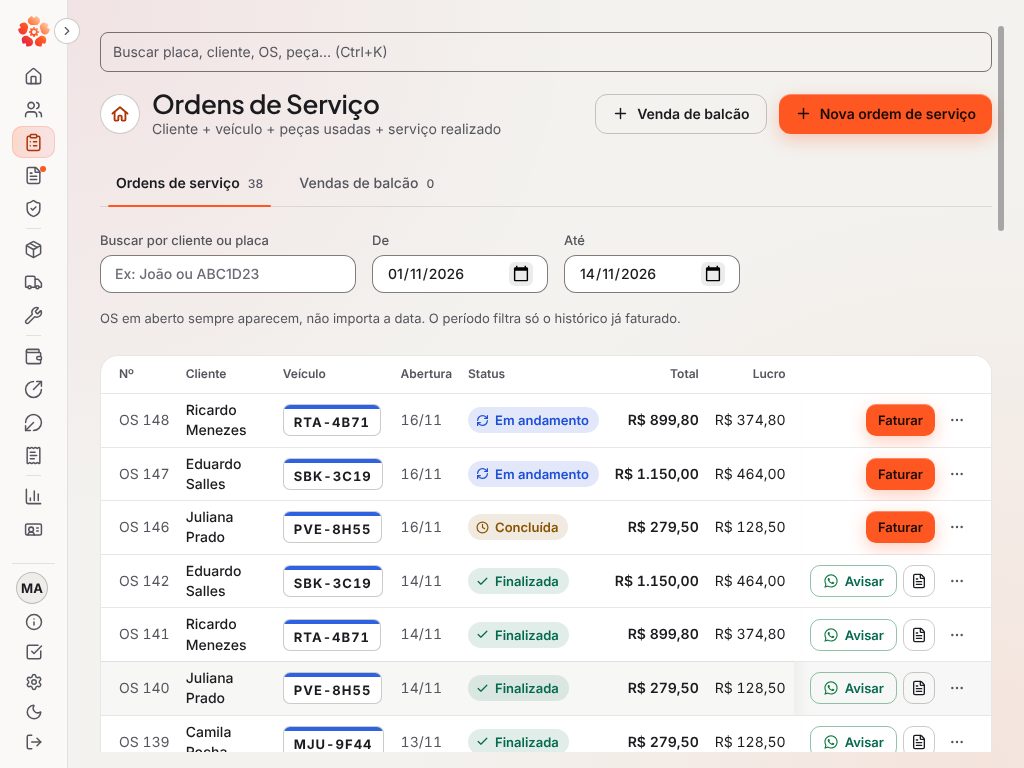 Buscar placa, cliente, OS, peça... (Ctrl+K)
Ordens de Serviço
Cliente + veículo + peças usadas + serviço realizado
+ Venda de balcão
+ Nova ordem de serviço
Ordens de serviço 38
Vendas de balcão 0
Buscar por cliente ou placa
De
Até
Ex: João ou ABC1D23
01/11/2026
14/11/2026
OS em aberto sempre aparecem, não importa a data. O período filtra só o histórico já faturado.
Nº Cliente Veículo Abertura Status Total Lucro
OS 148 Ricardo Menezes RTA-4B71 16/11 Em andamento R$ 899,80 R$ 374,80 Faturar ...
OS 147 Eduardo Salles SBK-3C19 16/11 Em andamento R$ 1.150,00 R$ 464,00 Faturar ...
OS 146 Juliana Prado PVE-8H55 16/11 Concluída R$ 279,50 R$ 128,50 Faturar ...
OS 142 Eduardo Salles SBK-3C19 14/11 Finalizada R$ 1.150,00 R$ 464,00 Avisar ...
OS 141 Ricardo Menezes RTA-4B71 14/11 Finalizada R$ 899,80 R$ 374,80 Avisar ...
OS 140 Juliana Prado PVE-8H55 14/11 Finalizada R$ 279,50 R$ 128,50 Avisar ...
OS 139 Camila Rocha MJU-9F44 13/11 Finalizada R$ 279,50 R$ 128,50 Avisar ...
MA